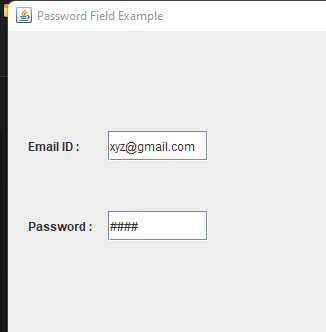 Password Field Example
Email ID : xyz@gmail.com
Password : ####